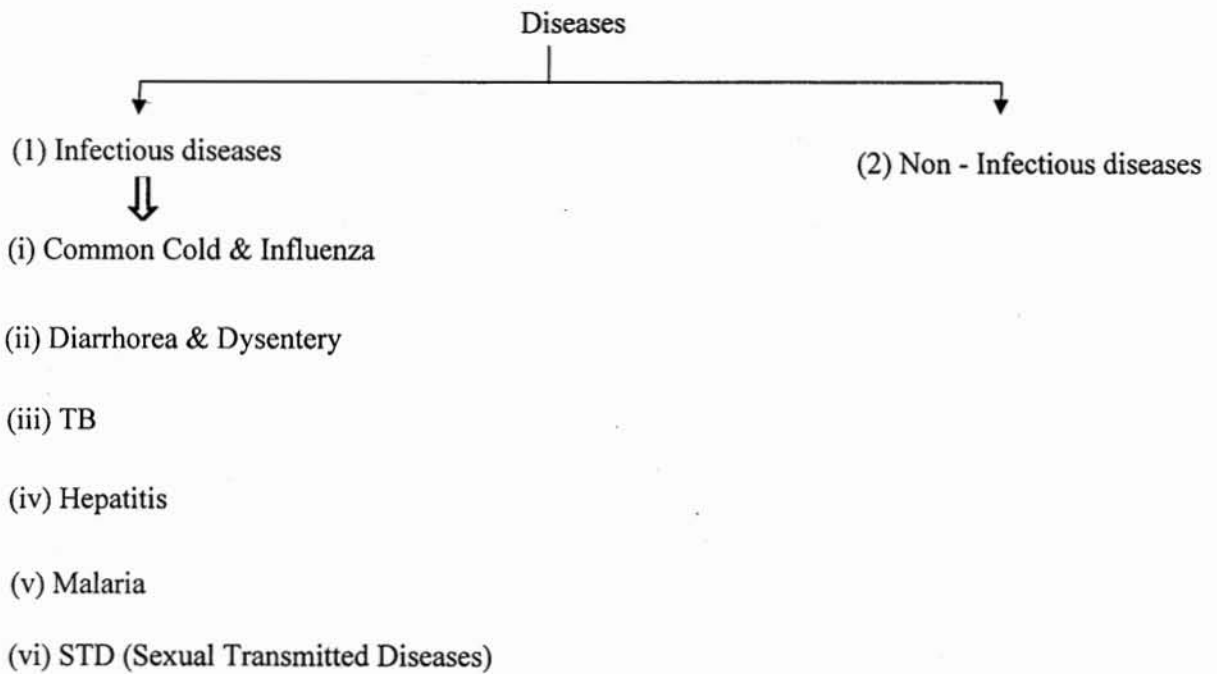 Diseases
(1) Infectious diseases
(2) Non - Infectious diseases
(i) Common Cold & Influenza
(ii) Diarrhorea & Dysentery
(iii) TB
(iv) Hepatitis
(v) Malaria
(vi) STD (Sexual Transmitted Diseases)